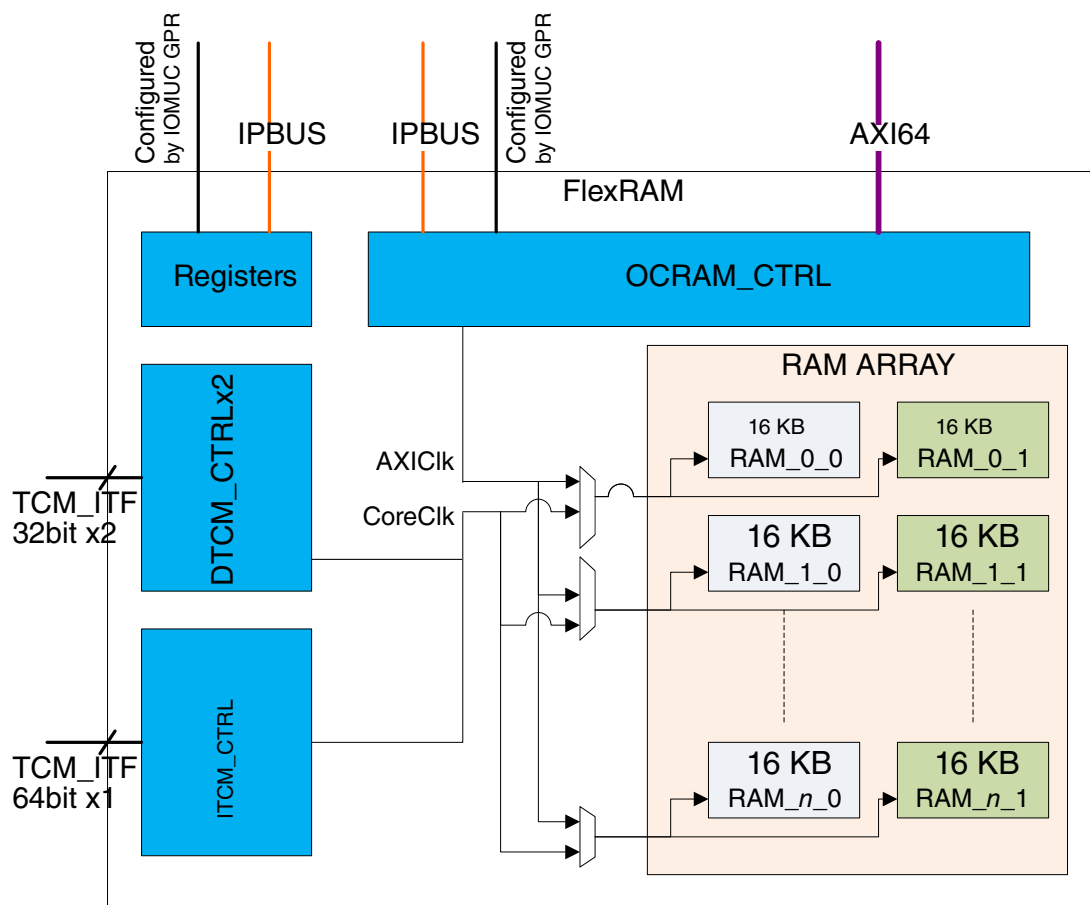 Configured
by IOMUC GPR
IPBUS
IPBUS
Configured
by IOMUC GPR
AXI64
FlexRAM
Registers
OCRAM_CTRL
DTCM_CTRLx2
TCM_ITF
32bit x2
ITCM_CTRL
TCM_ITF
64bit x1
AXIClk
CoreClk
RAM ARRAY
16 KB
RAM_0_0
16 KB
RAM_0_1
16 KB
RAM_1_0
16 KB
RAM_1_1
16 KB
RAM_n_0
16 KB
RAM_n_1